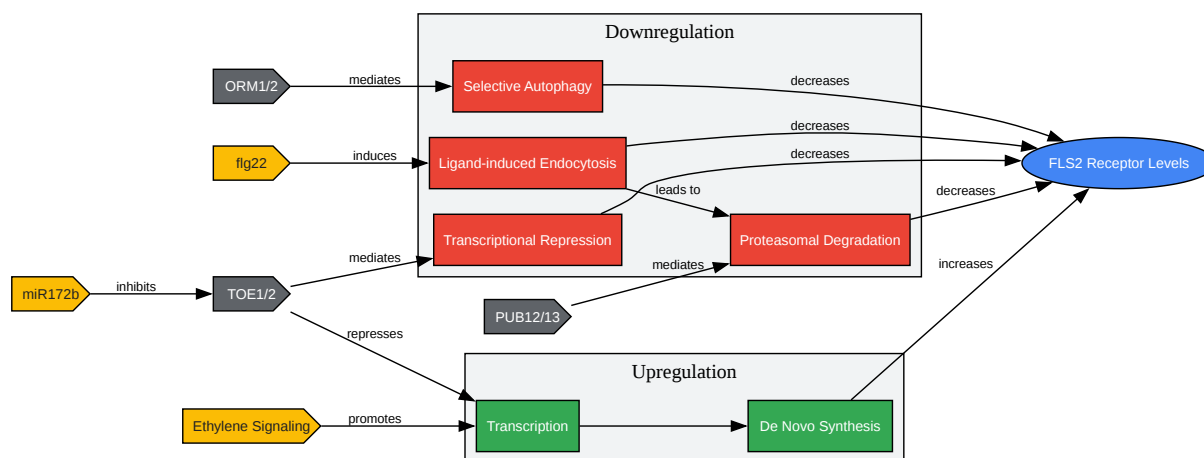 Downregulation
ORM1/2
mediates
Selective Autophagy
decreases
flg22
induces
Ligand-induced Endocytosis
decreases
decreases
FLS2 Receptor Levels
leads to
decreases
Transcriptional Repression
Proteasomal Degradation
mediates
mediates
increases
miR172b
inhibits
TOE1/2
PUB12/13
represses
Upregulation
Ethylene Signaling
promotes
Transcription
De Novo Synthesis